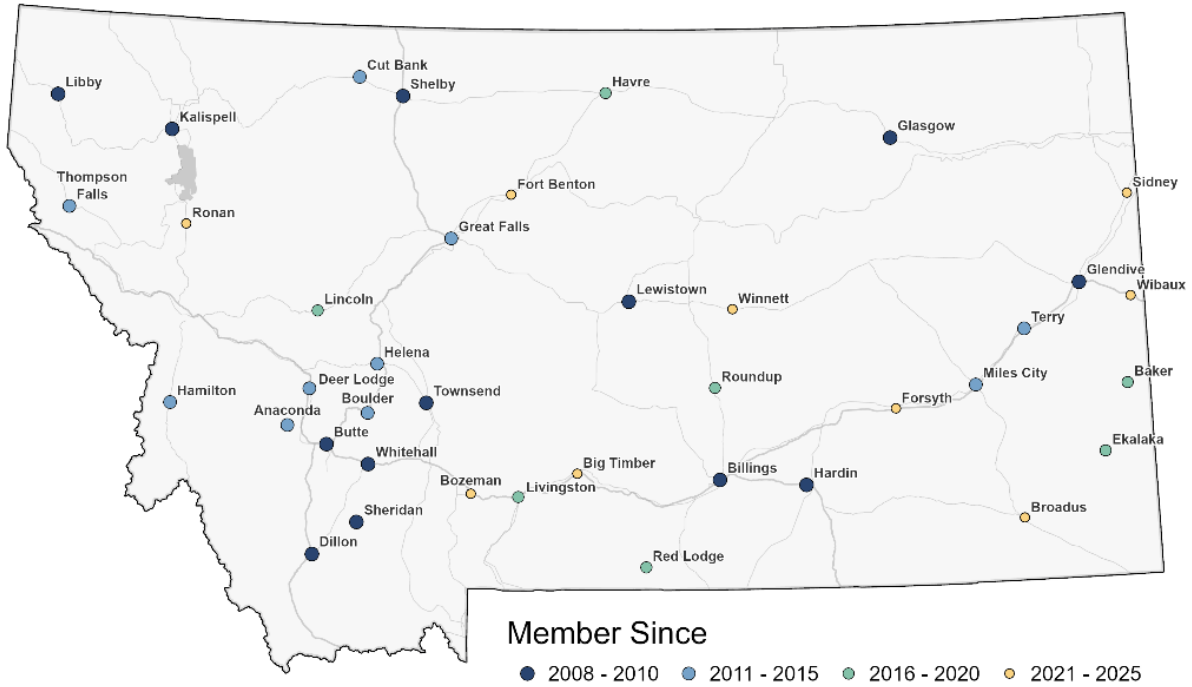 Cut Bank
Libby
Shelby
Havre
Kalispell
Glasgow
Thompson
Falls
Fort Benton
Sidney
Ronan
Great Falls
Glendive
Wibaux
Lewistown
Winnett
Lincoln
Terry
Helena
Deer Lodge
Roundup
Miles City
Baker
Hamilton
Townsend
Boulder
Anaconda
Forsyth
Butte
Ekalaka
Whitehall
Big Timber
Billings
Hardin
Bozeman
Livingston
Sheridan
Broadus
Dillon
Red Lodge
Member Since
2008 - 2010
2011 - 2015
2016 - 2020
2021 - 2025